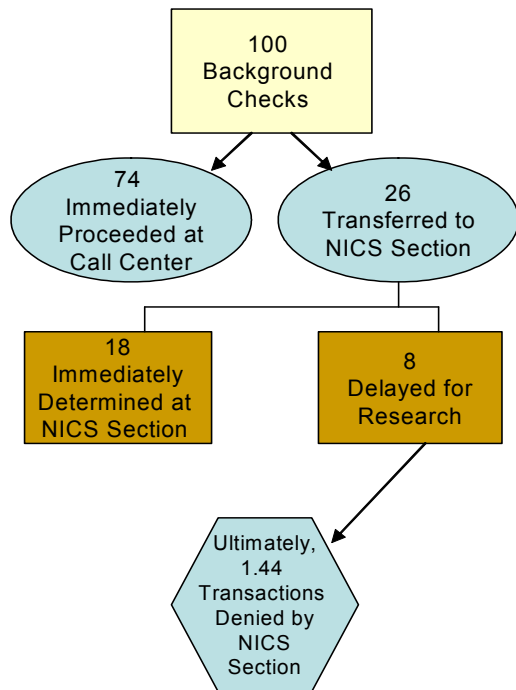 100
Background
Checks
74
Immediately
Proceeded at
Call Center
26
Transferred to
NICS Section
18
Immediately
Determined at
NICS Section
8
Delayed for
Research
Ultimately,
1.44
Transactions
Denied by
NICS
Section